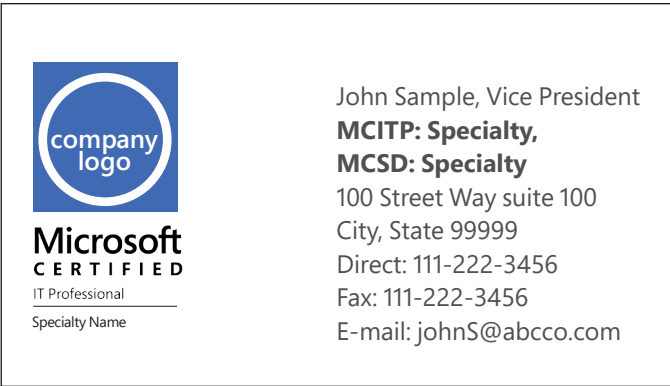 company
logo
Microsoft
CERTIFIED
IT Professional
Specialty Name
John Sample, Vice President
MCITP: Specialty,
MCSD: Specialty
100 Street Way suite 100
City, State 99999
Direct: 111-222-3456
Fax: 111-222-3456
E-mail: johnS@abcco.com